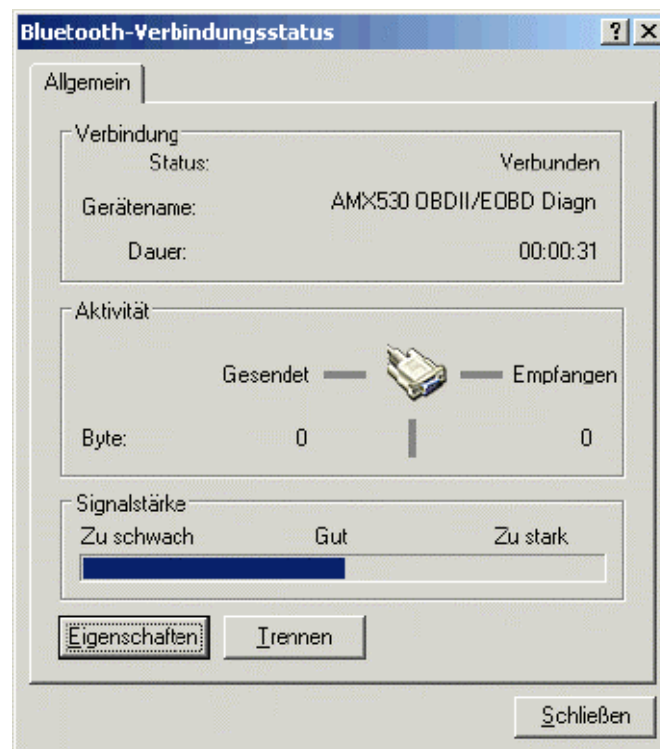 Bluetooth-Verbindungsstatus
Allgemein
Verbindung
Status: Verbunden
Gerätename: AMX530 OBDII/EOBD Diagn
Dauer: 00:00:31
Aktivität
Gesendet Empfangen
Byte: 0 0
Signalstärke
Zu schwach Gut Zu stark
Eigenschaften Trennen
Schließen